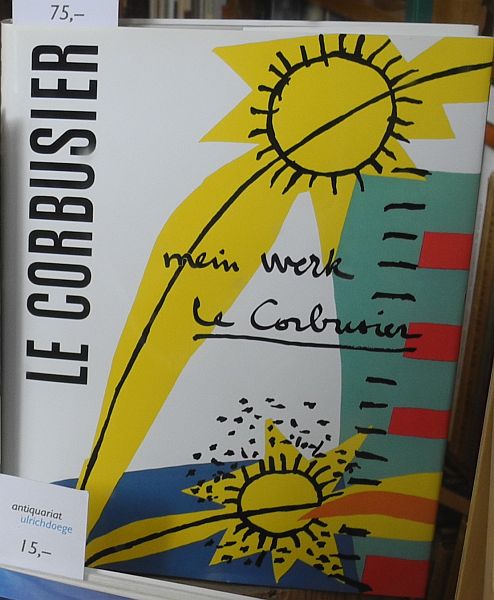 75,–
LE CORBUSIER
mein werk
Le Corbusier
antiquariat
ulrichdoege
15,–